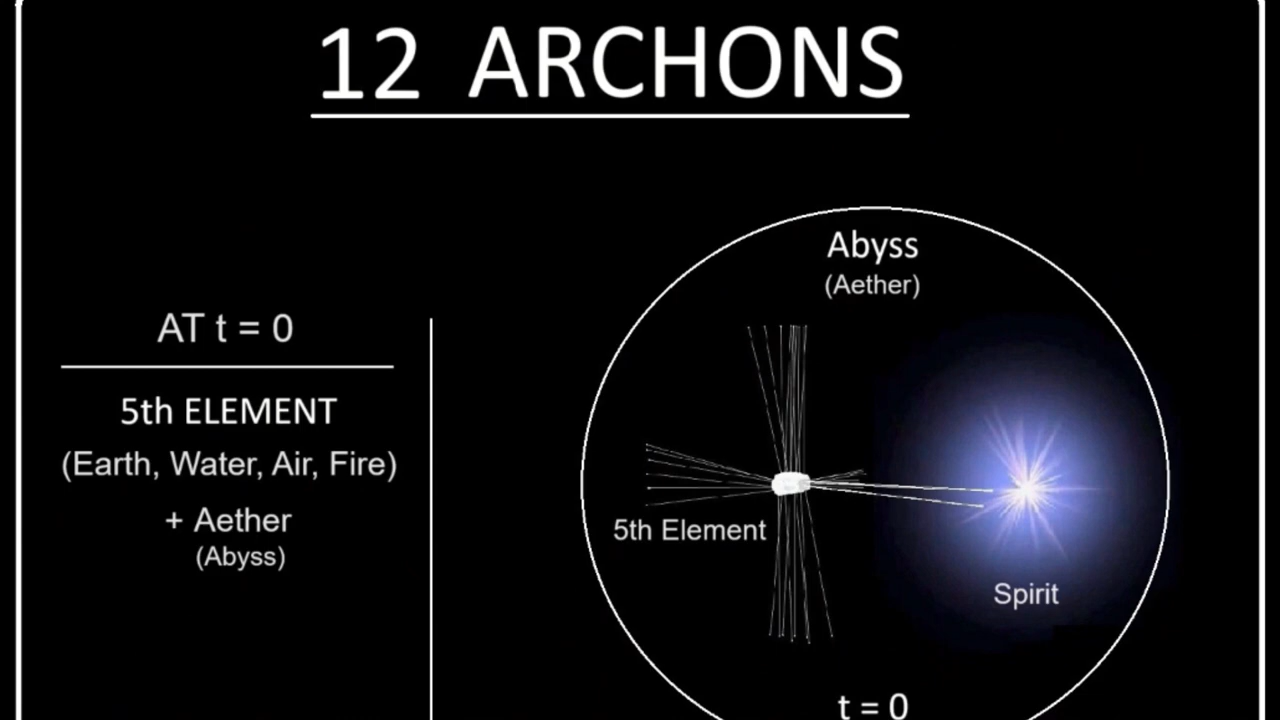 12 ARCHONS
AT t = 0
5th ELEMENT
(Earth, Water, Air, Fire)
+ Aether
(Abyss)
Abyss
(Aether)
5th Element
Spirit
t = 0